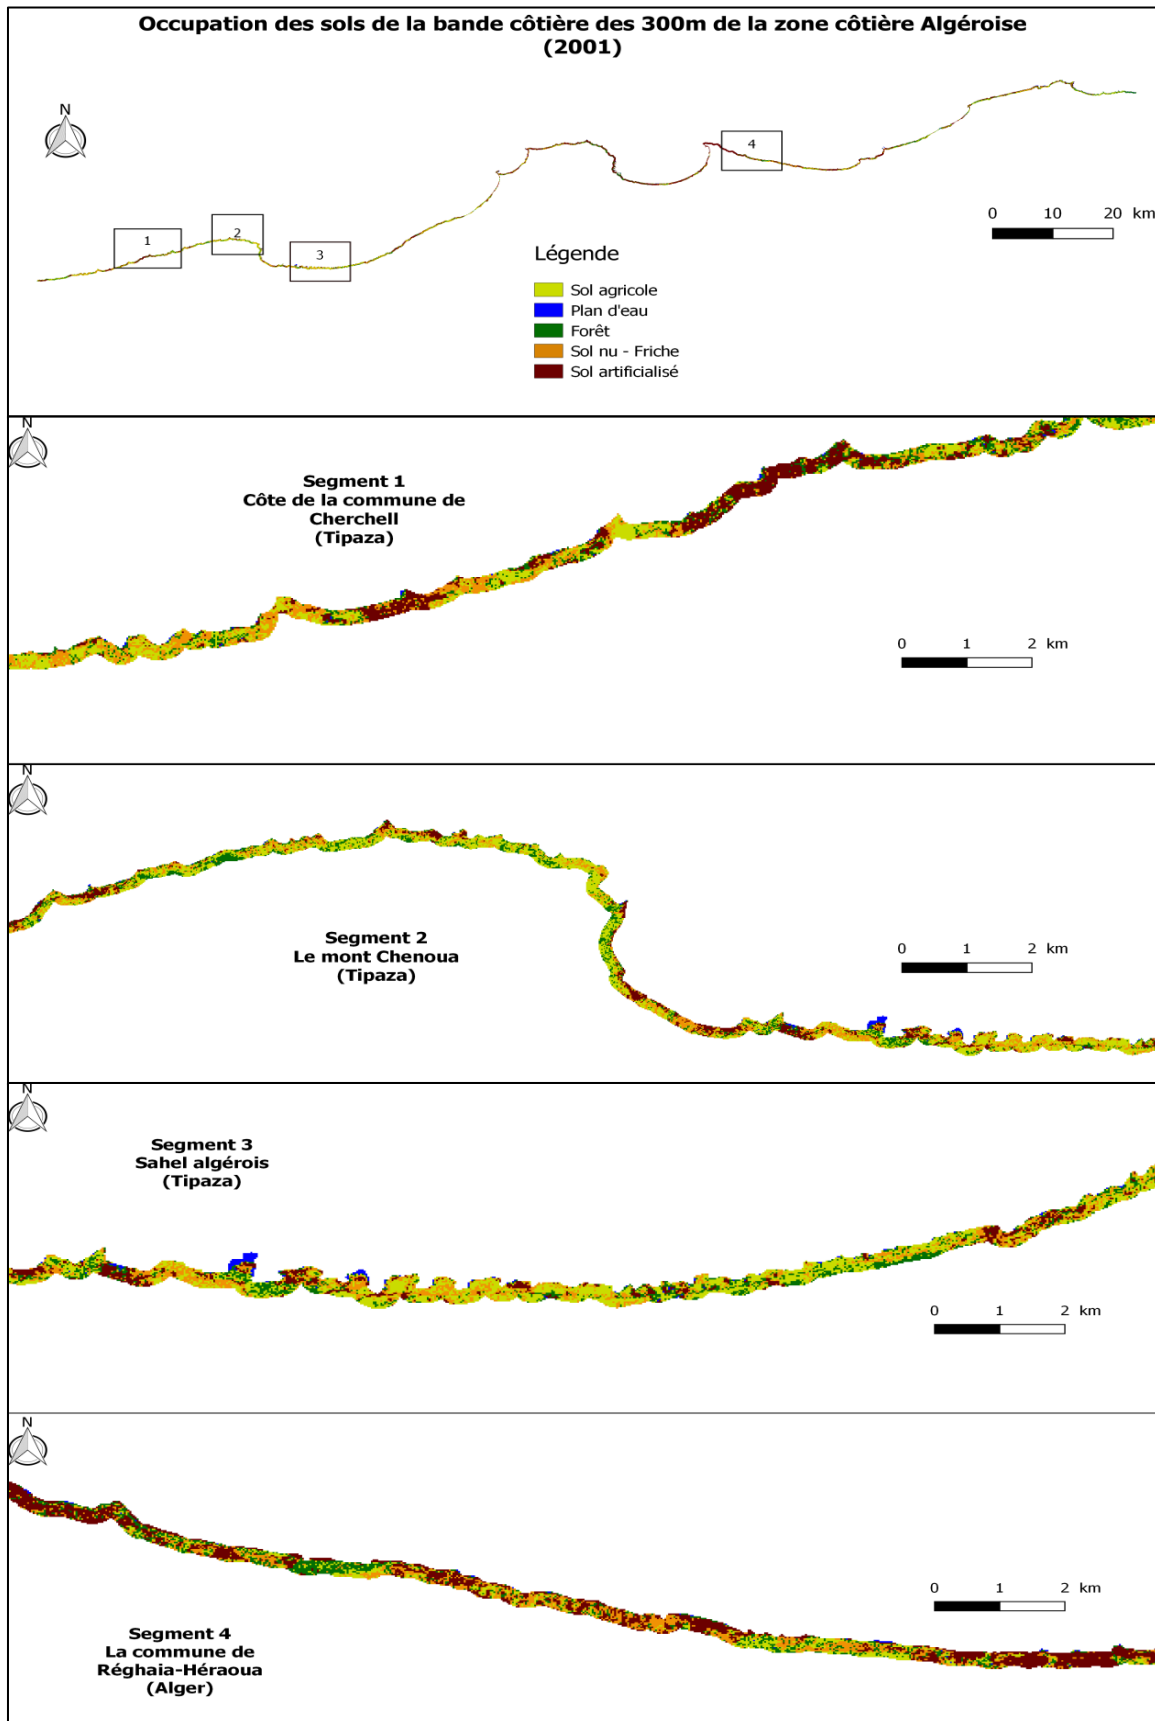 Occupation des sols de la bande côtière des 300m de la zone côtière Algéroise
(2001)
N
1
2
3
4
0 10 20 km
Légende
Sol agricole
Plan d'eau
Forêt
Sol nu - Friche
Sol artificialisé
N
Segment 1
Côte de la commune de
Cherchell
(Tipaza)
0 1 2 km
N
Segment 2
Le mont Chenoua
(Tipaza)
0 1 2 km
N
Segment 3
Sahel algérois
(Tipaza)
0 1 2 km
N
Segment 4
La commune de
Réghaia-Héraoua
(Alger)
0 1 2 km